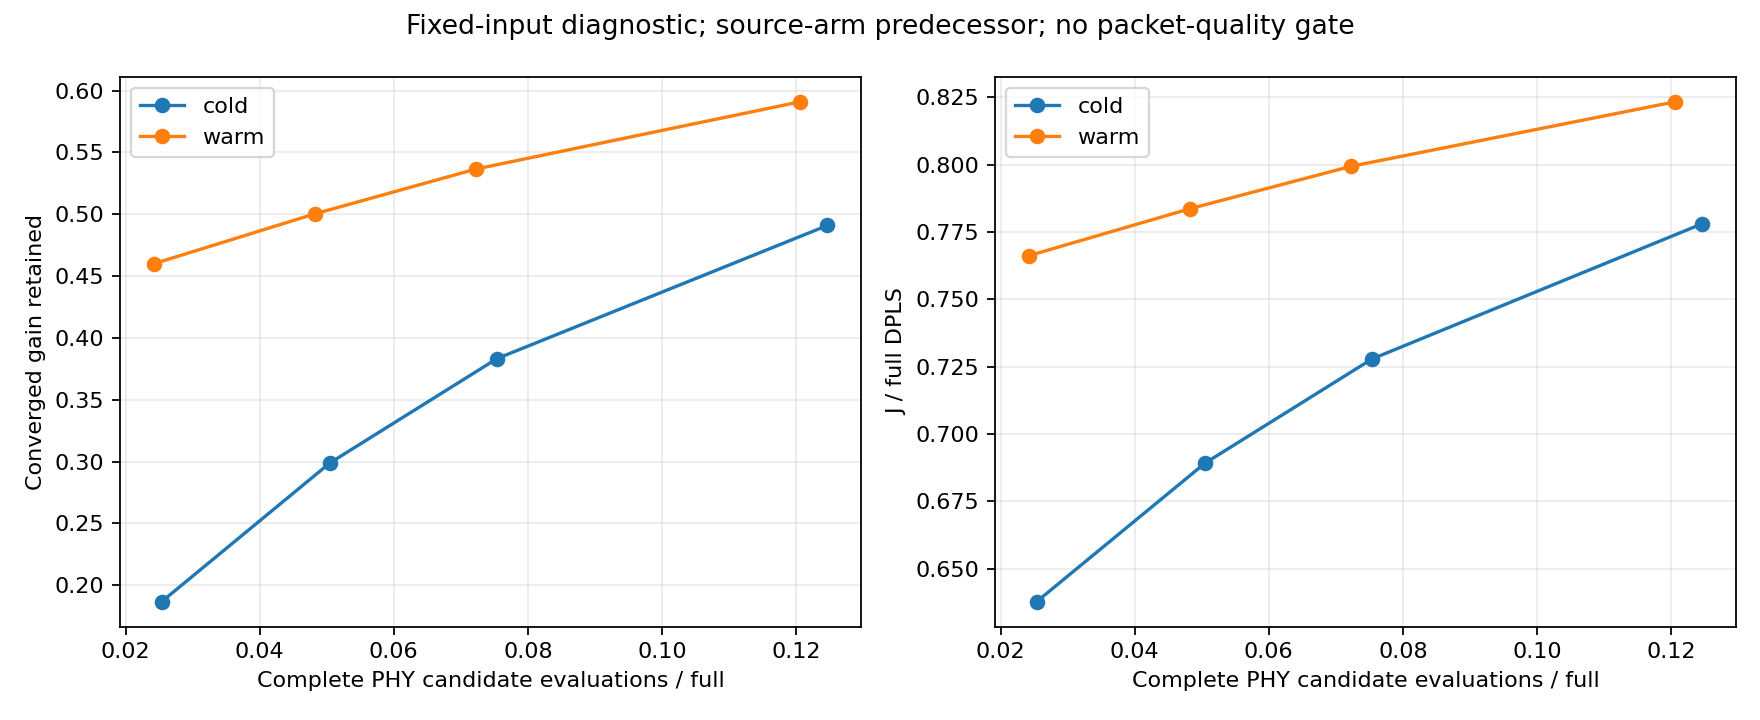 Fixed-input diagnostic; source-arm predecessor; no packet-quality gate
cold
warm
Converged gain retained
0.60
0.55
0.50
0.45
0.40
0.35
0.30
0.25
0.20
0.02 0.04 0.06 0.08 0.10 0.12
Complete PHY candidate evaluations / full
cold
warm
J / full DPLS
0.825
0.800
0.775
0.750
0.725
0.700
0.675
0.650
0.02 0.04 0.06 0.08 0.10 0.12
Complete PHY candidate evaluations / full